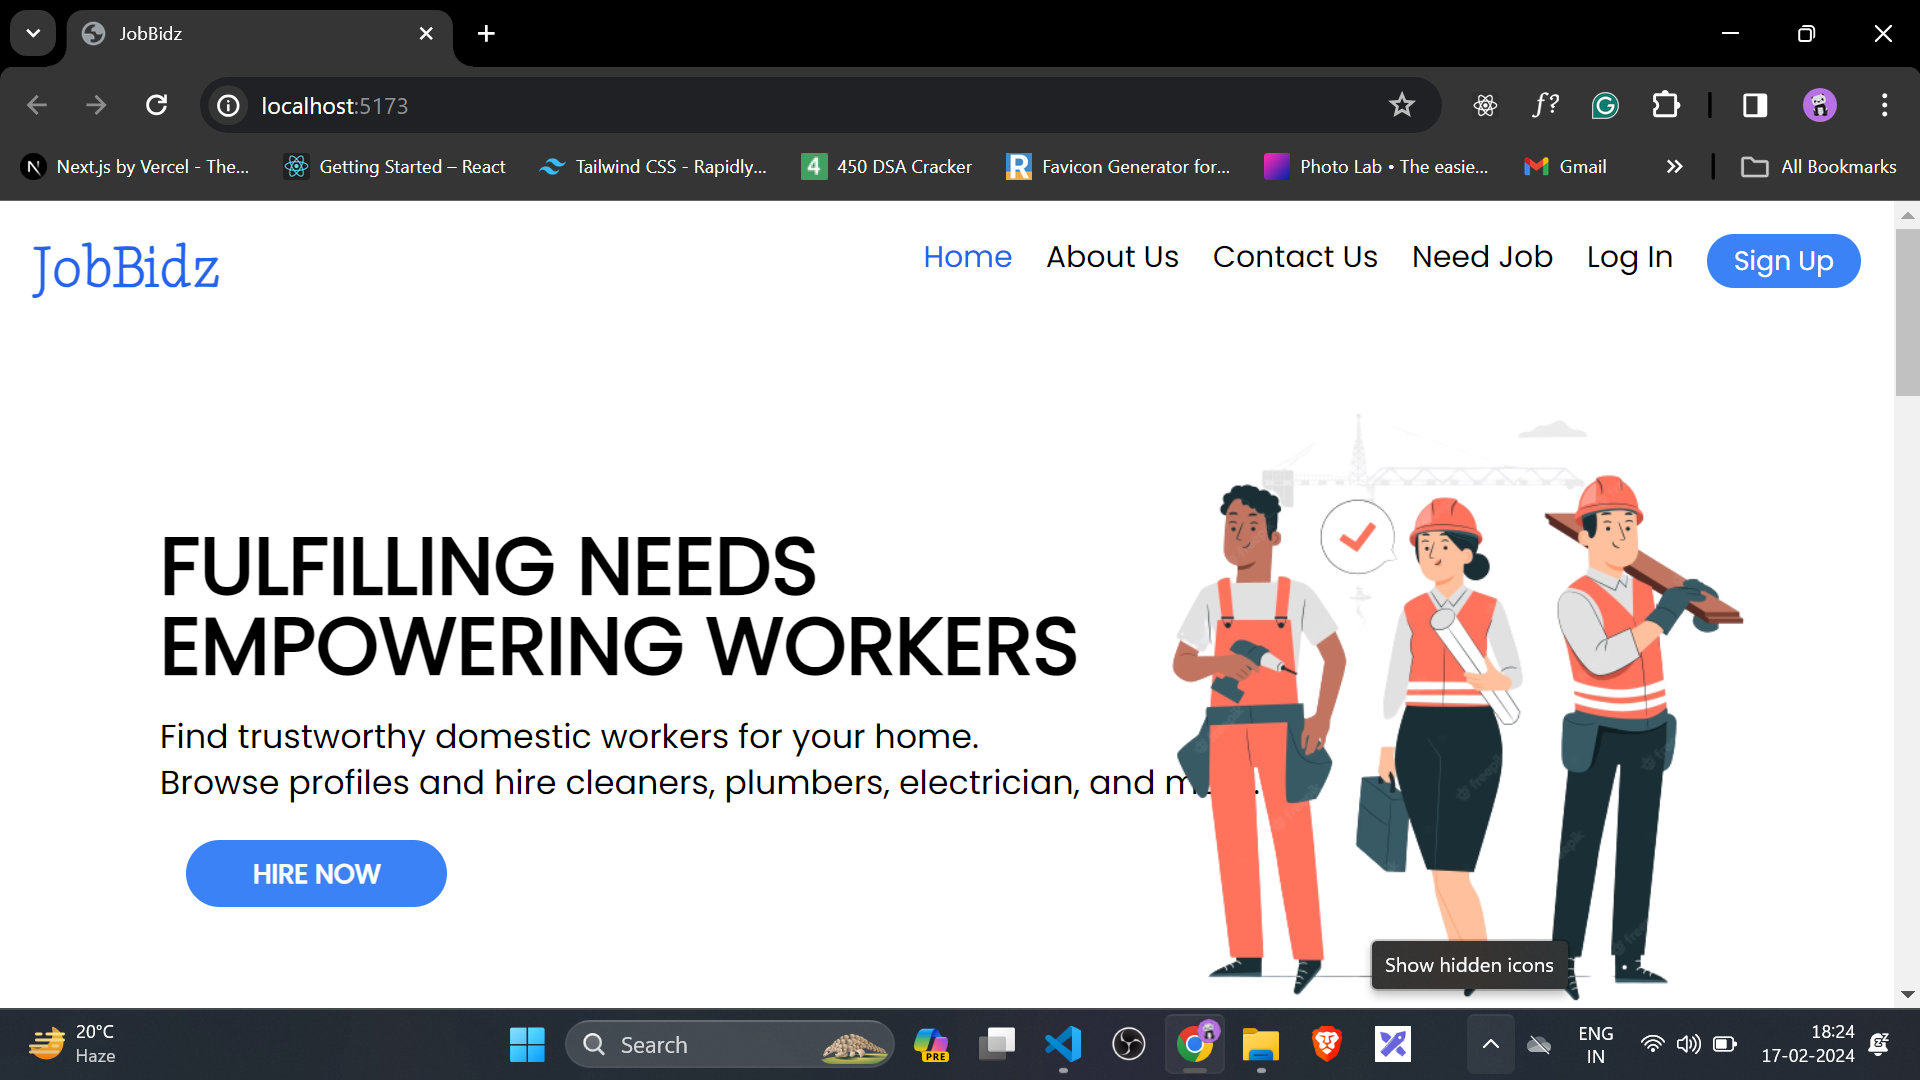 JobBidz
localhost:5173
Next.js by Vercel - The...
Getting Started – React
Tailwind CSS - Rapidly...
4
450 DSA Cracker
R
Favicon Generator for...
Photo Lab • The easie...
Gmail
All Bookmarks
JobBidz
Home
About Us
Contact Us
Need Job
Log In
Sign Up
FULFILLING NEEDS
EMPOWERING WORKERS
Find trustworthy domestic workers for your home.
Browse profiles and hire cleaners, plumbers, electrician, and
HIRE NOW
Show hidden icons
20°C
Haze
Search
PRE
ENG
IN
18:24
17-02-2024